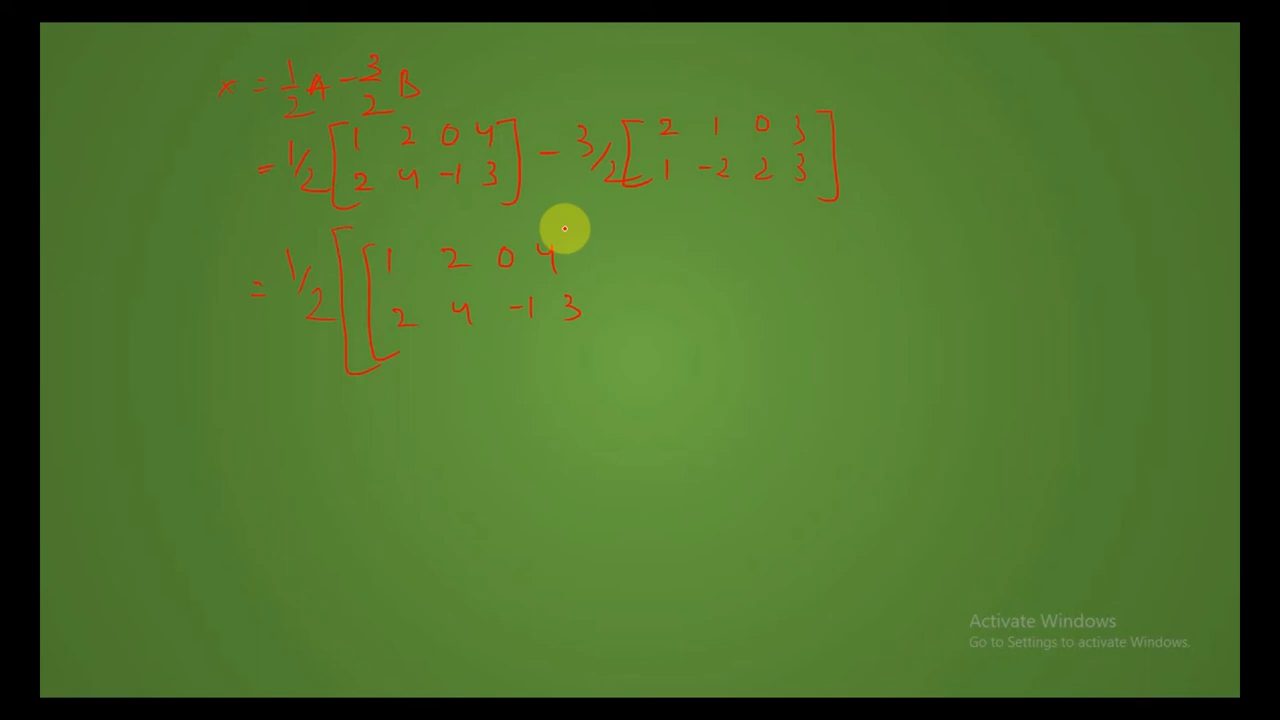 x = 1/2 A - 3/2 B
= 1/2 [ 1 2 0 4 ] - 3/2 [ 2 1 0 3 ]
[ 2 4 -1 3 ] [ 1 -2 2 3 ]
= 1/2 [ [ 1 2 0 4
2 4 -1 3
Activate Windows
Go to Settings to activate Windows.